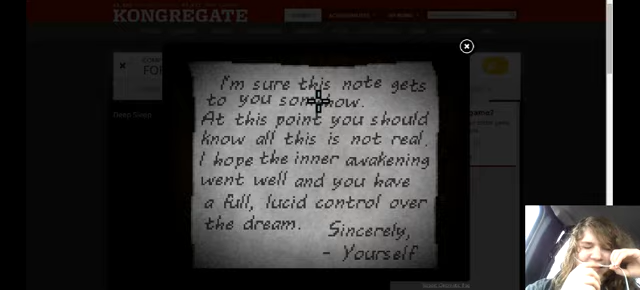 KONGREGATE
I'm sure this note gets
to you somehow.
At this point you should
know all this is not real.
I hope the inner awakening
went well and you have
a full, lucid control over
the dream.
Sincerely,
- Yourself